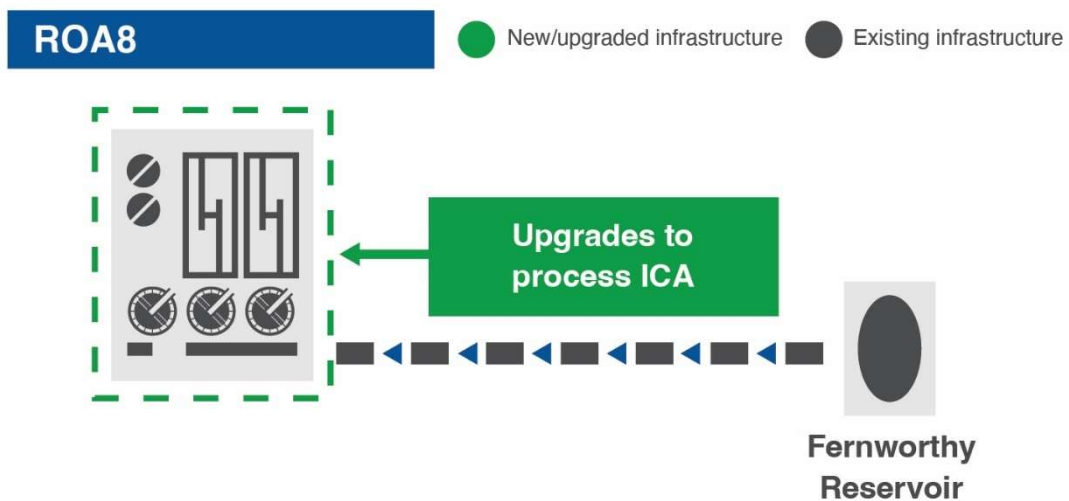 ROA8
New/upgraded infrastructure
Existing infrastructure
Upgrades to
process ICA
Fernworthy
Reservoir